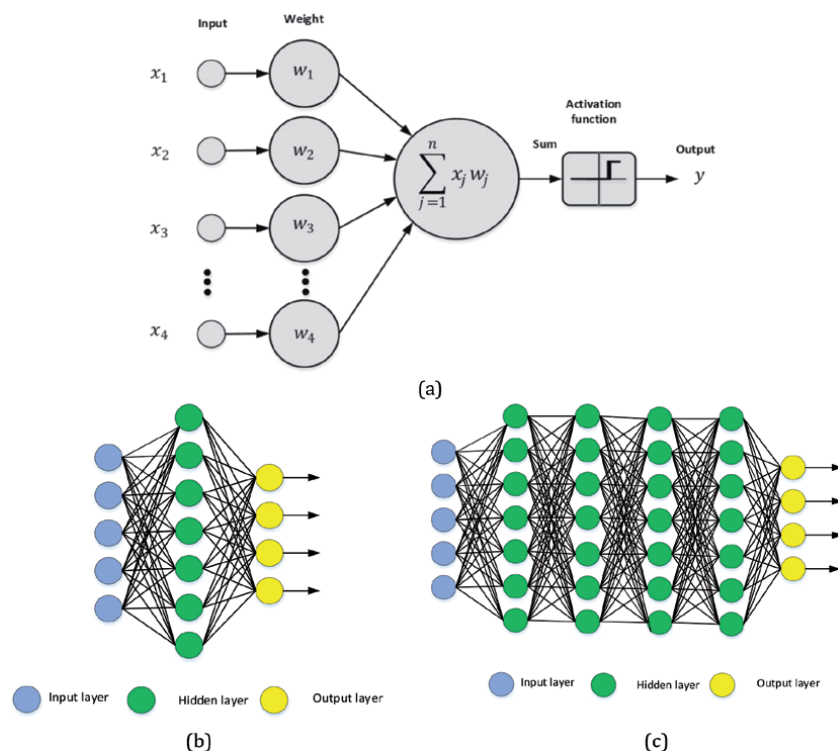 Input Weight
x₁ w₁
Activation
function
x₂ w₂ Sum Output
n
∑ xⱼ wⱼ y
j=1
x₃ w₃
x₄ w₄
(a)
Input layer Hidden layer Output layer
(b)
Input layer Hidden layer Output layer
(c)